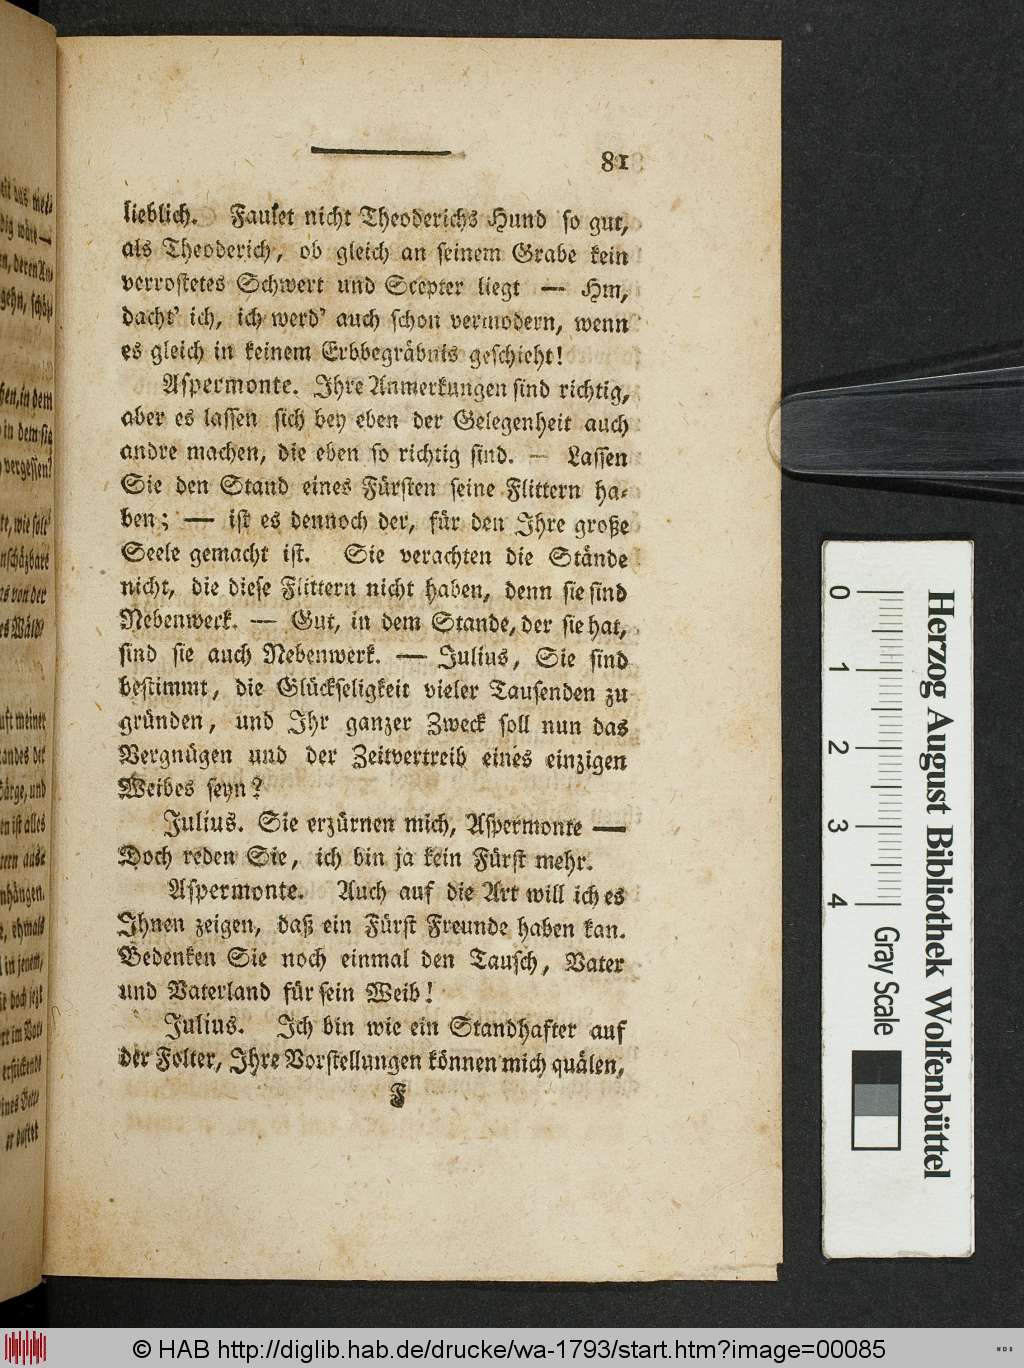 81
lieblich. Fauket nicht Theoderichs Hund so gut,
als Theoderich, ob gleich an seinem Grabe kein
verrostetes Schwert und Scepter liegt — Hm,
dacht' ich, ich werd' auch schon vermodern, wenn
es gleich in keinem Erbbegräbnis geschieht!
Aspermonte. Ihre Anmerkungen sind richtig,
aber es lassen sich bey eben der Gelegenheit auch
andre machen, die eben so richtig sind. — Lassen
Sie den Stand eines Fürsten seine Flittern ha-
ben; — ist es dennoch der, für den Ihre große
Seele gemacht ist. Sie verachten die Stände
nicht, die diese Flittern nicht haben, denn sie sind
Nebenwerk. — Gut, in dem Stande, der sie hat,
sind sie auch Nebenwerk. — Julius, Sie sind
bestimmt, die Glückseligkeit vieler Tausenden zu
gründen, und Ihr ganzer Zweck soll nun das
Vergnügen und der Zeitvertreib eines einzigen
Weibes seyn?
Julius. Sie erzürnen mich, Aspermonte —
Doch reden Sie, ich bin ja kein Fürst mehr.
Aspermonte. Auch auf die Art will ich es
Ihnen zeigen, daß ein Fürst Freunde haben kan.
Bedenken Sie noch einmal den Tausch, Vater
und Vaterland für sein Weib!
Julius. Ich bin wie ein Standhafter auf
der Folter, Ihre Vorstellungen können mich quälen,
F
0 1 2 3 4
Gray Scale
Herzog August Bibliothek Wolfenbüttel
© HAB http://diglib.hab.de/drucke/wa-1793/start.htm?image=00085